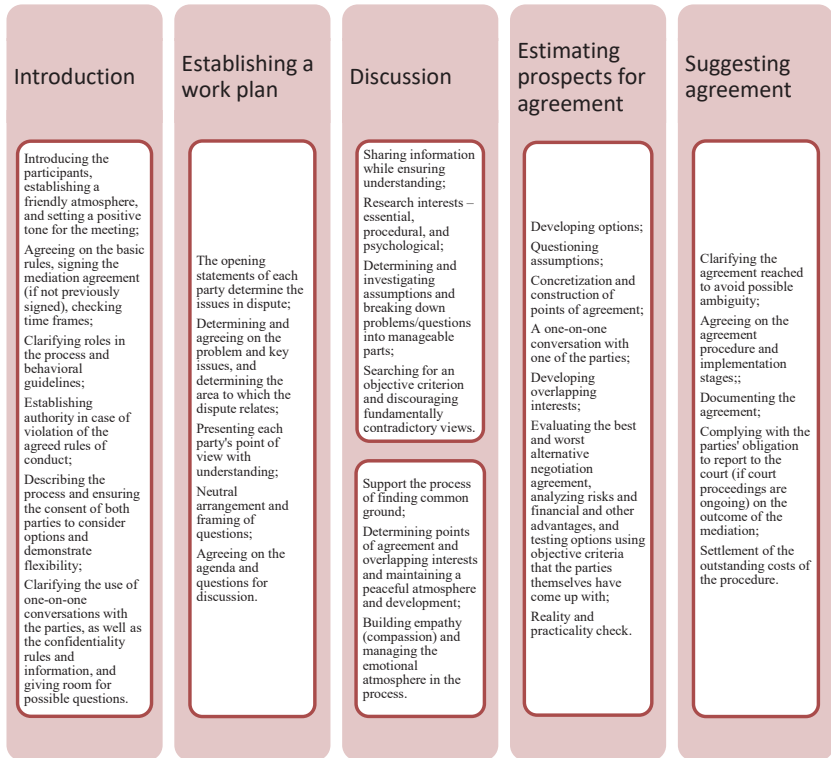 Introduction
Introducing the
participants,
establishing a
friendly atmosphere,
and setting a positive
tone for the meeting;
Agreeing on the basic
rules, signing the
mediation agreement
(if not previously
signed), checking
time frames;
Clarifying roles in
the process and
behavioral
guidelines;
Establishing
authority in case of
violation of the
agreed rules of
conduct;
Describing the
process and ensuring
the consent of both
parties to consider
options and
demonstrate
flexibility;
Clarifying the use of
one-on-one
conversations with
the parties, as well as
the confidentiality
rules and
information, and
giving room for
possible questions.
Establishing a
work plan
The opening
statements of each
party determine the
issues in dispute;
Determining and
agreeing on the
problem and key
issues, and
determining the
area to which the
dispute relates;
Presenting each
party's point of
view with
understanding;
Neutral
arrangement and
framing of
questions;
Agreeing on the
agenda and
questions for
discussion.
Discussion
Sharing information
while ensuring
understanding;
Research interests –
essential,
procedural, and
psychological;
Determining and
investigating
assumptions and
breaking down
problems/questions
into manageable
parts;
Searching for an
objective criterion
and discouraging
fundamentally
contradictory views.
Support the process
of finding common
ground;
Determining points
of agreement and
overlapping interests
and maintaining a
peaceful atmosphere
and development;
Building empathy
(compassion) and
managing the
emotional
atmosphere in the
process.
Estimating
prospects for
agreement
Developing options;
Questioning
assumptions;
Concretization and
construction of
points of agreement;
A one-on-one
conversation with
one of the parties;
Developing
overlapping
interests;
Evaluating the best
and worst
alternative
negotiation
agreement,
analyzing risks and
financial and other
advantages, and
testing options using
objective criteria
that the parties
themselves have
come up with;
Reality and
practicality check.
Suggesting
agreement
Clarifying the
agreement reached
to avoid possible
ambiguity;
Agreeing on the
agreement
procedure and
implementation
stages;;
Documenting the
agreement;
Complying with the
parties' obligation
to report to the
court (if court
proceedings are
ongoing) on the
outcome of the
mediation;
Settlement of the
outstanding costs of
the procedure.